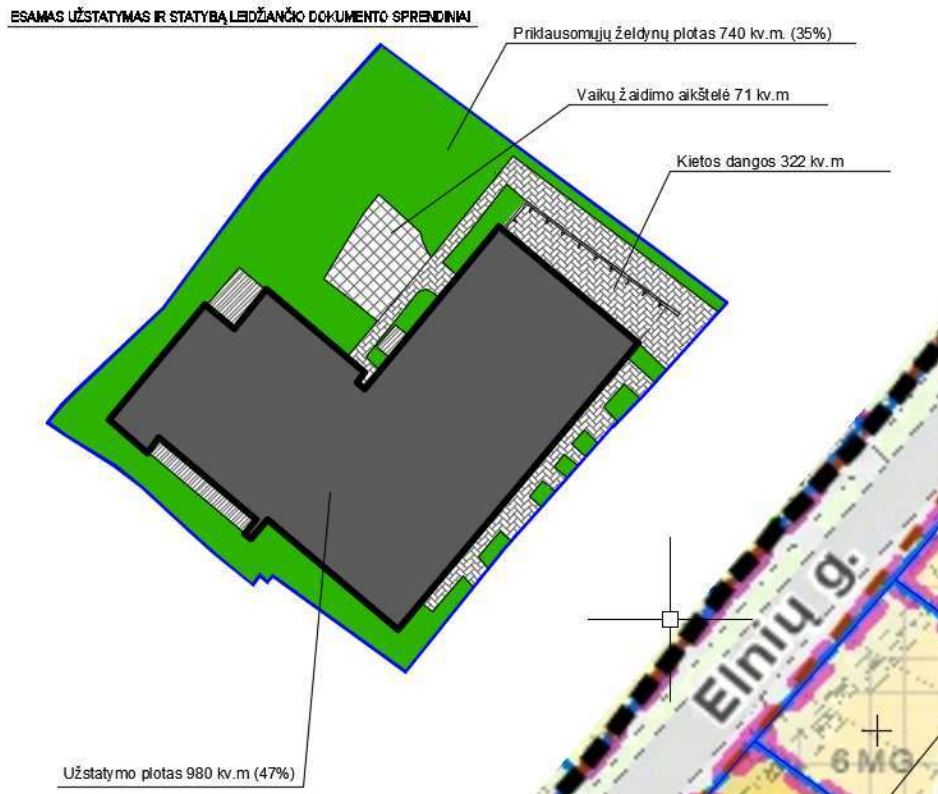 ESAMAS UŽSTATYMAS IR STATYBĄ LEIDŽIANČIO DOKUMENTO SPRENDINIAI
Priklausomųjų želdynų plotas 740 kv.m. (35%)
Vaikų žaidimo aikštelė 71 kv.m
Kietos dangos 322 kv.m
Elnių g.
6 MG
Užstatymo plotas 980 kv.m (47%)